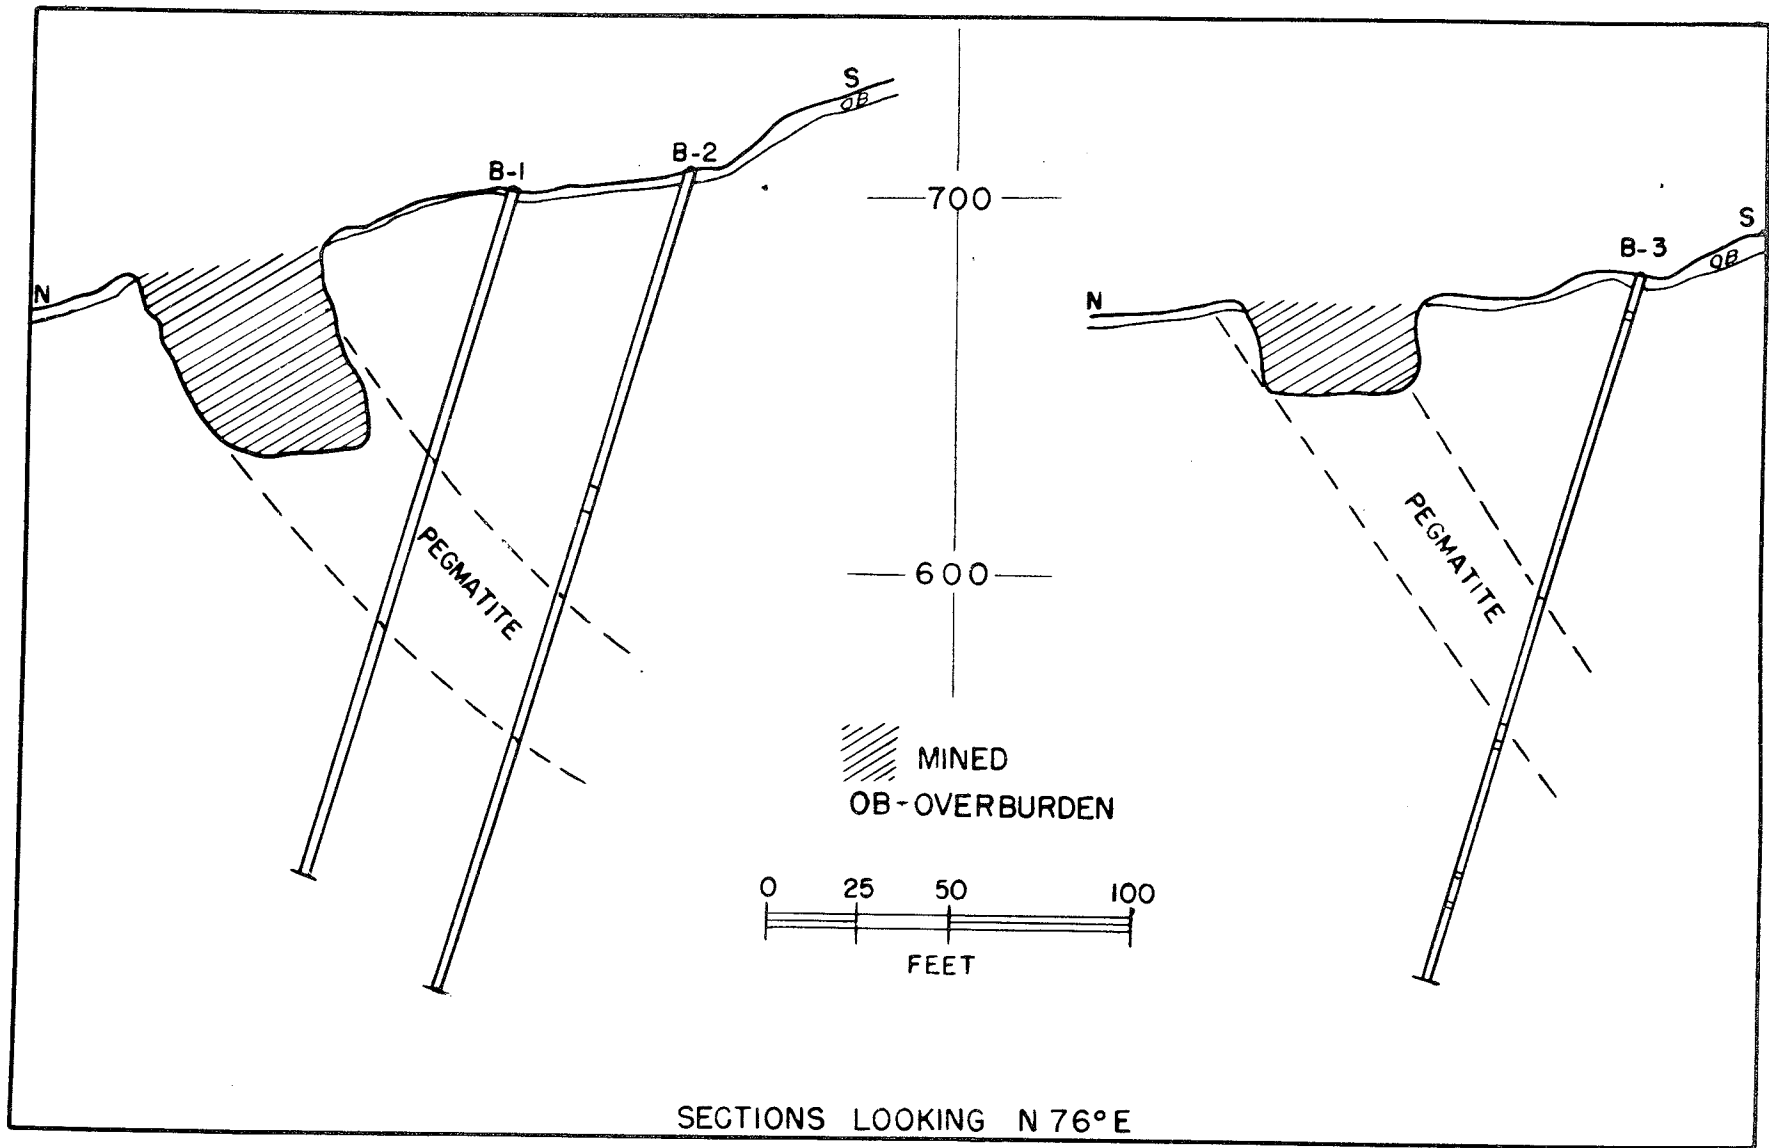 S
OB
B-2
B-1
N
PEGMATITE
700
600
S
OB
B-3
N
PEGMATITE
MINED
OB-OVERBURDEN
0 25 50 100
FEET
SECTIONS LOOKING N 76° E